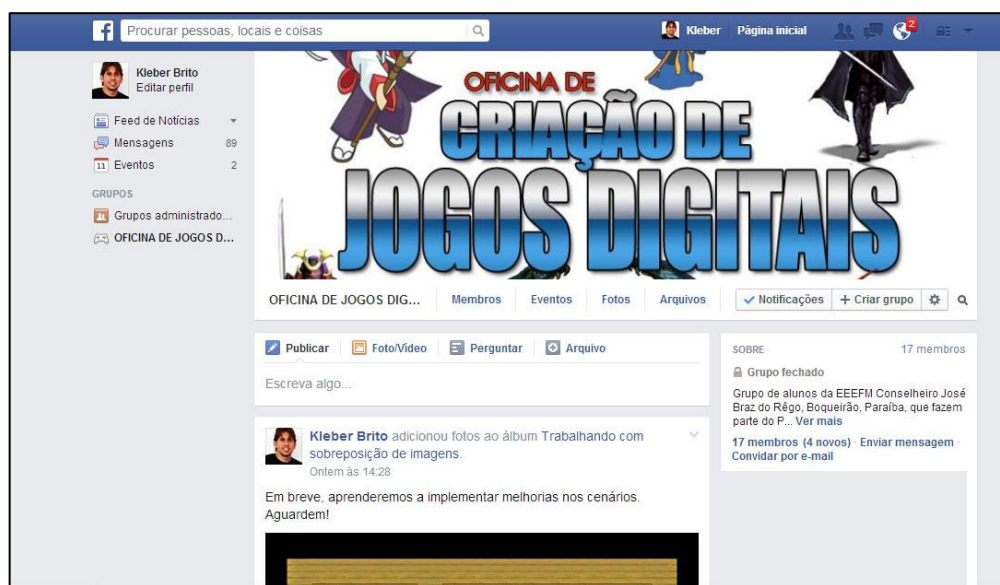 f Procurar pessoas, locais e coisas Kleber Página inicial 2
Kleber Brito
Editar perfil
Feed de Notícias
Mensagens 89
11 Eventos 2
GRUPOS
Grupos administrado...
OFICINA DE JOGOS D...
OFICINA DE
CRIAÇÃO DE
JOGOS DIGITAIS
OFICINA DE JOGOS DIG... Membros Eventos Fotos Arquivos Notificações + Criar grupo
Publicar Foto/Vídeo Perguntar Arquivo
Escreva algo...
Kleber Brito adicionou fotos ao álbum Trabalhando com
sobreposição de imagens.
Ontem às 14:28
Em breve, aprenderemos a implementar melhorias nos cenários.
Aguardem!
SOBRE 17 membros
Grupo fechado
Grupo de alunos da EEEFM Conselheiro José
Braz do Rêgo, Boqueirão, Paraíba, que fazem
parte do P... Ver mais
17 membros (4 novos) · Enviar mensagem ·
Convidar por e-mail